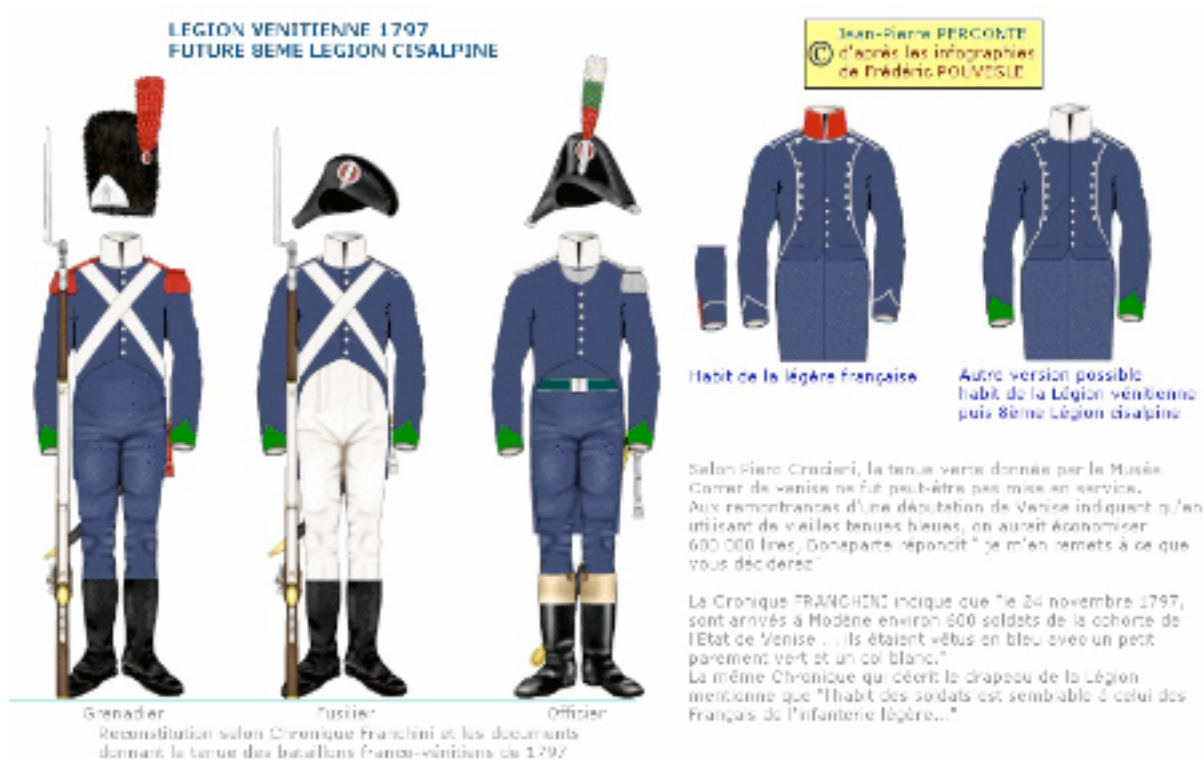 LEGION VENITIENNE 1797
FUTURE 8EME LEGION CISALPINE
© Jean-Pierre PERCONTE
d'après les infographies
de Frédéric POUVESLE
Habit de la légère française
Autre version possible
habit de la Légion vénitienne
puis 8ème Légion cisalpine
Selon Piero Crociani, la tenue verte donnée par le Musée
Correr de Venise ne fut peut-être pas mise en service.
Aux remontrances d'une députation de Venise indiquant qu'en
utilisant de vieilles tenues bleues, on aurait économiser
600 000 lires, Bonaparte répondit " je m'en remets à ce que
vous déciderez"
La Cronique FRANCHINI indique que "le 24 novembre 1797,
sont arrivés à Modène environ 600 soldats de la cohorte de
l'Etat de Venise ... ils étaient vêtus en bleu avec un petit
parement vert et un col blanc."
La même Chronique qui décrit le drapeau de la Légion
mentionne que "l'habit des soldats est semblable à celui des
Français de l'infanterie légère..."
Grenadier
Fusilier
Officier
Reconstitution selon Chronique Franchini et les documents
donnant la tenue des bataillons franco-vénitiens de 1797